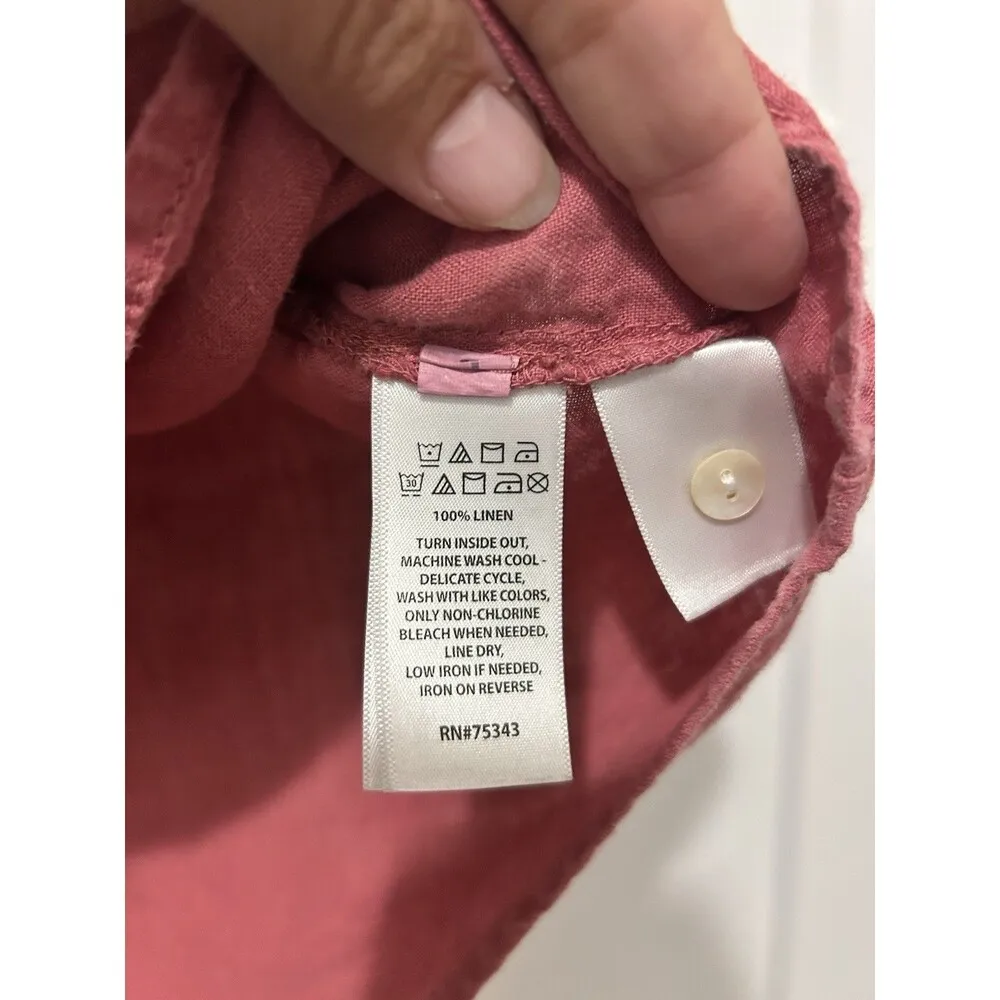 30
100% LINEN
TURN INSIDE OUT,
MACHINE WASH COOL -
DELICATE CYCLE,
WASH WITH LIKE COLORS,
ONLY NON-CHLORINE
BLEACH WHEN NEEDED,
LINE DRY,
LOW IRON IF NEEDED,
IRON ON REVERSE
RN#75343